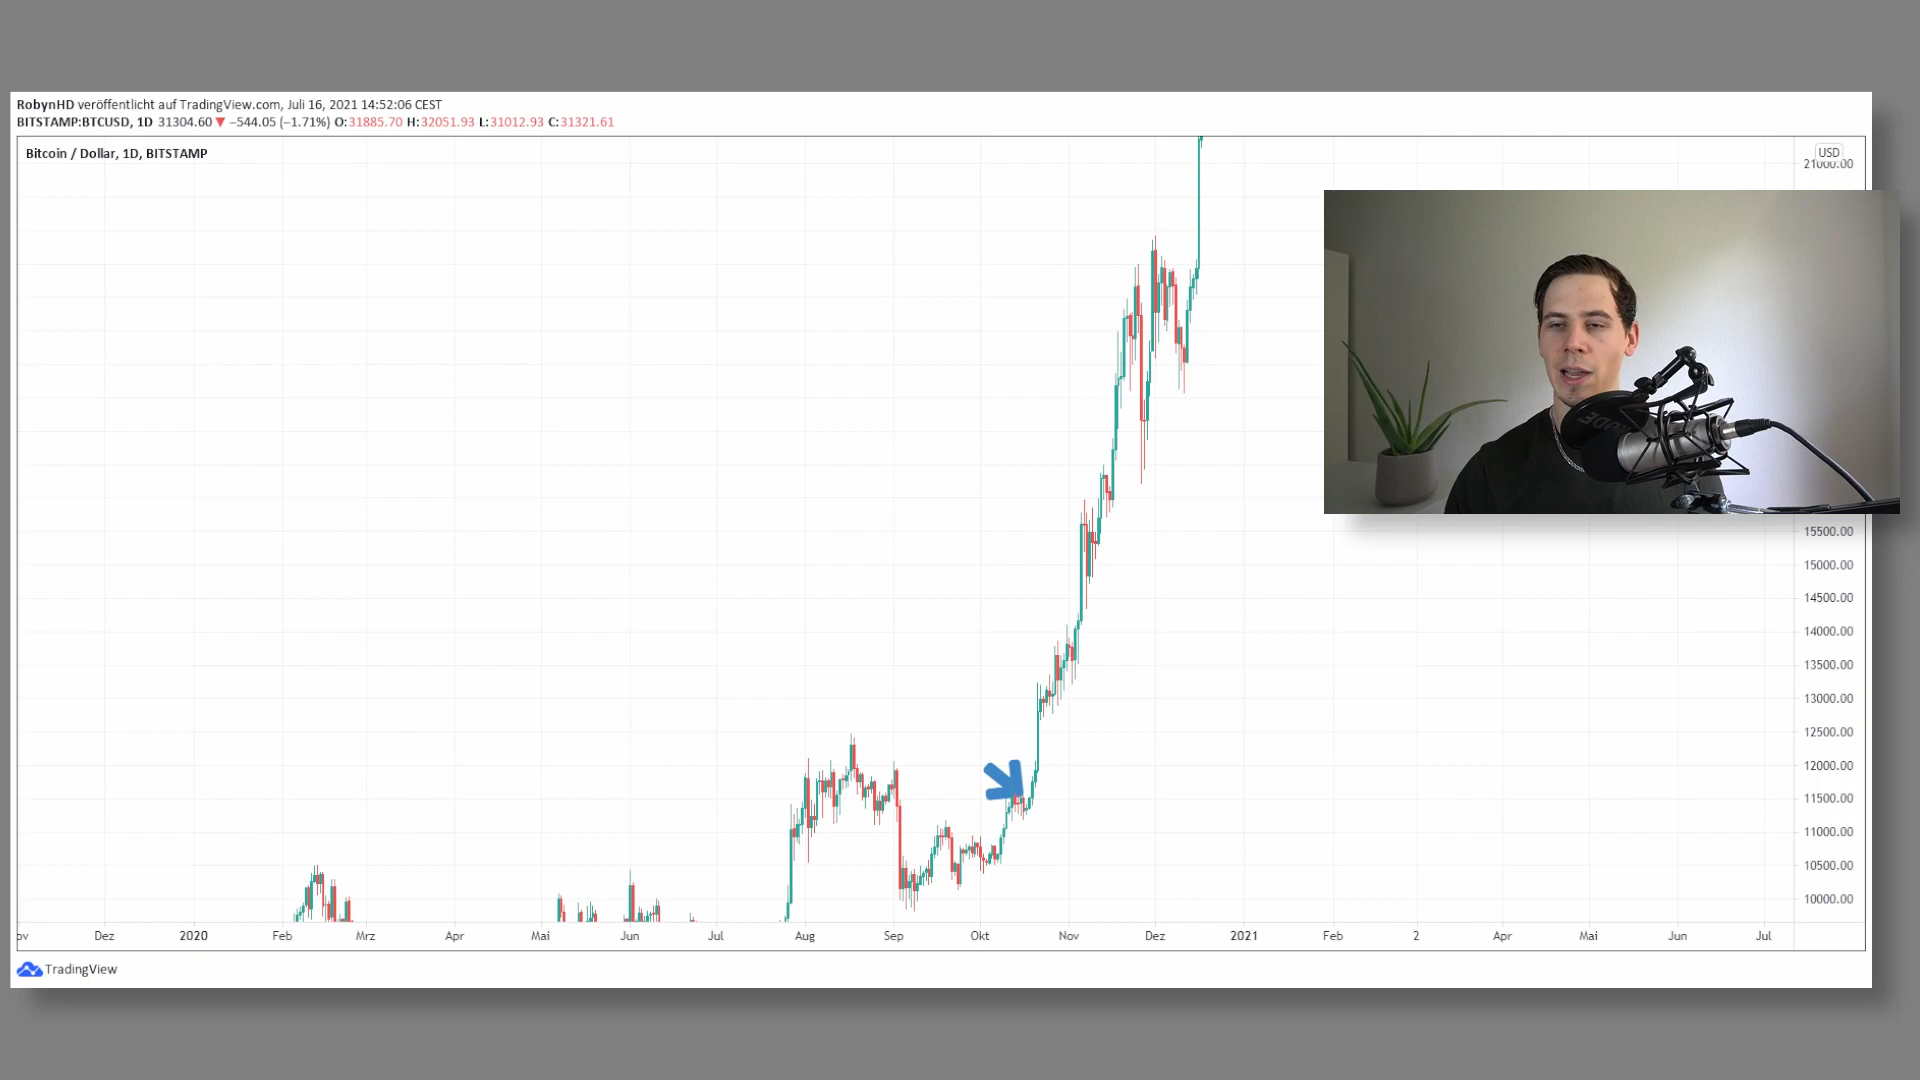 RobynHD veröffentlicht auf TradingView.com, Juli 16, 2021 14:52:06 CEST
BITSTAMP:BTCUSD, 1D 31304.60 ▼ −544.05 (−1.71%) O:31885.70 H:32051.93 L:31012.93 C:31321.61
Bitcoin / Dollar, 1D, BITSTAMP
USD
21000.00
RODE
15500.00
15000.00
14500.00
14000.00
13500.00
13000.00
12500.00
12000.00
11500.00
11000.00
10500.00
10000.00
ov Dez 2020 Feb Mrz Apr Mai Jun Jul Aug Sep Okt Nov Dez 2021 Feb 2 Apr Mai Jun Jul
TradingView